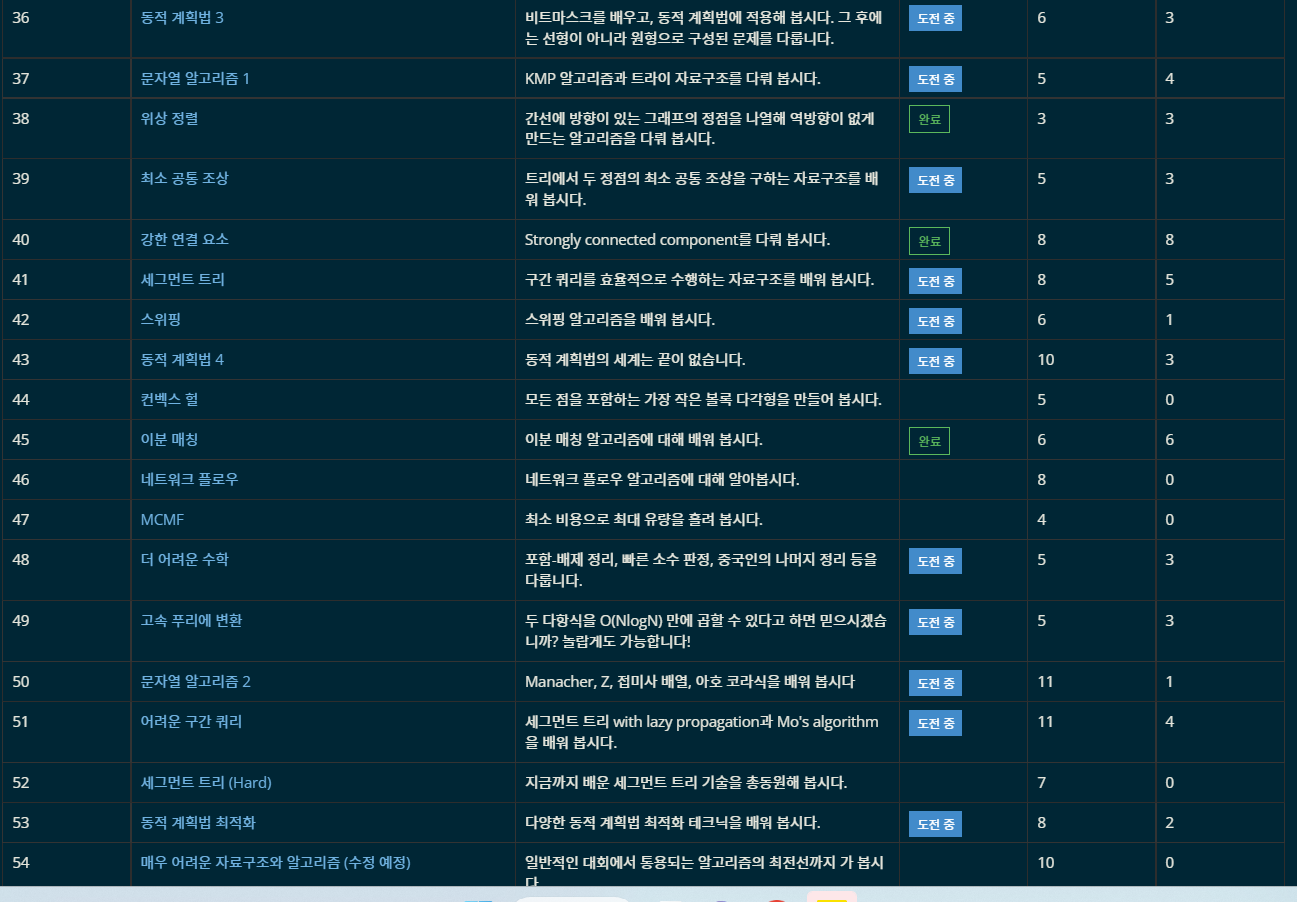 36 동적 계획법 3 비트마스크를 배우고, 동적 계획법에 적용해 봅시다. 그 후에 도전 중 6 3
는 선형이 아니라 원형으로 구성된 문제를 다룹니다.
37 문자열 알고리즘 1 KMP 알고리즘과 트라이 자료구조를 다뤄 봅시다. 도전 중 5 4
38 위상 정렬 간선에 방향이 있는 그래프의 정점을 나열해 역방향이 없게 완료 3 3
만드는 알고리즘을 다뤄 봅시다.
39 최소 공통 조상 트리에서 두 정점의 최소 공통 조상을 구하는 자료구조를 배 도전 중 5 3
워 봅시다.
40 강한 연결 요소 Strongly connected component를 다뤄 봅시다. 완료 8 8
41 세그먼트 트리 구간 쿼리를 효율적으로 수행하는 자료구조를 배워 봅시다. 도전 중 8 5
42 스위핑 스위핑 알고리즘을 배워 봅시다. 도전 중 6 1
43 동적 계획법 4 동적 계획법의 세계는 끝이 없습니다. 도전 중 10 3
44 컨벡스 헐 모든 점을 포함하는 가장 작은 볼록 다각형을 만들어 봅시다. 5 0
45 이분 매칭 이분 매칭 알고리즘에 대해 배워 봅시다. 완료 6 6
46 네트워크 플로우 네트워크 플로우 알고리즘에 대해 알아봅시다. 8 0
47 MCMF 최소 비용으로 최대 유량을 흘려 봅시다. 4 0
48 더 어려운 수학 포함-배제 정리, 빠른 소수 판정, 중국인의 나머지 정리 등을 도전 중 5 3
다룹니다.
49 고속 푸리에 변환 두 다항식을 O(NlogN) 만에 곱할 수 있다고 하면 믿으시겠습 도전 중 5 3
니까? 놀랍게도 가능합니다!
50 문자열 알고리즘 2 Manacher, Z, 접미사 배열, 아호 코라식을 배워 봅시다 도전 중 11 1
51 어려운 구간 쿼리 세그먼트 트리 with lazy propagation과 Mo's algorithm 도전 중 11 4
을 배워 봅시다.
52 세그먼트 트리 (Hard) 지금까지 배운 세그먼트 트리 기술을 총동원해 봅시다. 7 0
53 동적 계획법 최적화 다양한 동적 계획법 최적화 테크닉을 배워 봅시다. 도전 중 8 2
54 매우 어려운 자료구조와 알고리즘 (수정 예정) 일반적인 대회에서 통용되는 알고리즘의 최전선까지 가 봅시 10 0
다.